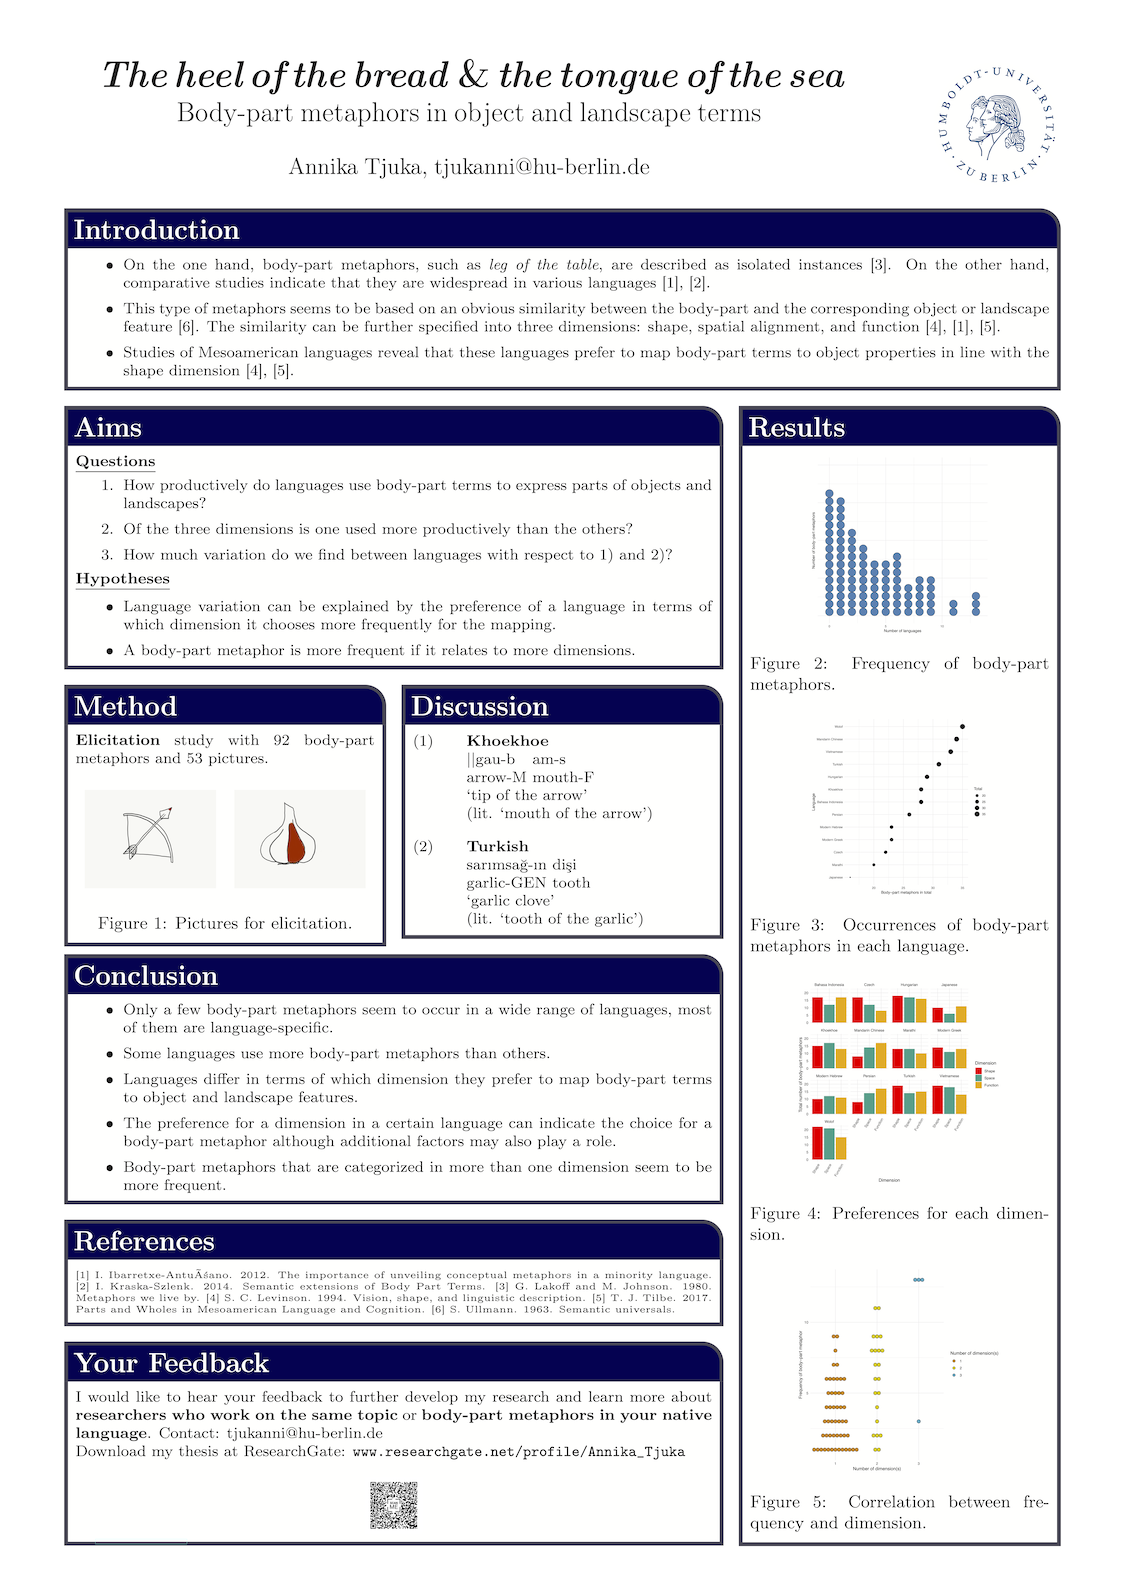 The heel of the bread & the tongue of the sea
Body-part metaphors in object and landscape terms
Annika Tjuka, tjukanni@hu-berlin.de
HUMBOLDT-UNIVERSITÄT · ZU BERLIN ·
Introduction
• On the one hand, body-part metaphors, such as leg of the table, are described as isolated instances [3]. On the other hand,
comparative studies indicate that they are widespread in various languages [1], [2].
• This type of metaphors seems to be based on an obvious similarity between the body-part and the corresponding object or landscape
feature [6]. The similarity can be further specified into three dimensions: shape, spatial alignment, and function [4], [1], [5].
• Studies of Mesoamerican languages reveal that these languages prefer to map body-part terms to object properties in line with the
shape dimension [4], [5].
Aims
Questions
1. How productively do languages use body-part terms to express parts of objects and
landscapes?
2. Of the three dimensions is one used more productively than the others?
3. How much variation do we find between languages with respect to 1) and 2)?
Hypotheses
• Language variation can be explained by the preference of a language in terms of
which dimension it chooses more frequently for the mapping.
• A body-part metaphor is more frequent if it relates to more dimensions.
Method
Elicitation study with 92 body-part
metaphors and 53 pictures.
Figure 1: Pictures for elicitation.
Discussion
(1) Khoekhoe
||gau-b am-s
arrow-M mouth-F
‘tip of the arrow’
(lit. ‘mouth of the arrow’)
(2) Turkish
sarımsağ-ın dişi
garlic-GEN tooth
‘garlic clove’
(lit. ‘tooth of the garlic’)
Conclusion
• Only a few body-part metaphors seem to occur in a wide range of languages, most
of them are language-specific.
• Some languages use more body-part metaphors than others.
• Languages differ in terms of which dimension they prefer to map body-part terms
to object and landscape features.
• The preference for a dimension in a certain language can indicate the choice for a
body-part metaphor although additional factors may also play a role.
• Body-part metaphors that are categorized in more than one dimension seem to be
more frequent.
References
[1] I. Ibarretxe-AntuÃśano. 2012. The importance of unveiling conceptual metaphors in a minority language.
[2] I. Kraska-Szlenk. 2014. Semantic extensions of Body Part Terms. [3] G. Lakoff and M. Johnson. 1980.
Metaphors we live by. [4] S. C. Levinson. 1994. Vision, shape, and linguistic description. [5] T. J. Tilbe. 2017.
Parts and Wholes in Mesoamerican Language and Cognition. [6] S. Ullmann. 1963. Semantic universals.
Your Feedback
I would like to hear your feedback to further develop my research and learn more about
researchers who work on the same topic or body-part metaphors in your native
language. Contact: tjukanni@hu-berlin.de
Download my thesis at ResearchGate: www.researchgate.net/profile/Annika_Tjuka
Results
Number of body-part metaphors
0 5 10
Number of languages
Figure 2: Frequency of body-part
metaphors.
Language
Mandarin Chinese
Vietnamese
Turkish
Hungarian
Khoekhoe
Bahasa Indonesia
Persian
Modern Hebrew
Modern Greek
Czech
Marathi
Japanese
Body-part metaphors in total
Total
Figure 3: Occurrences of body-part
metaphors in each language.
Total number of body-part metaphors
Bahasa Indonesia Czech Hungarian Japanese
Khoekhoe Mandarin Chinese Marathi Modern Greek
Modern Hebrew Persian Turkish Vietnamese
Shape Space Function
Dimension
Dimension
Shape
Space
Function
Figure 4: Preferences for each dimen-
sion.
Frequency of body-part metaphor
1 2 3
Number of dimension(s)
Number of dimension(s)
1
2
3
Figure 5: Correlation between fre-
quency and dimension.